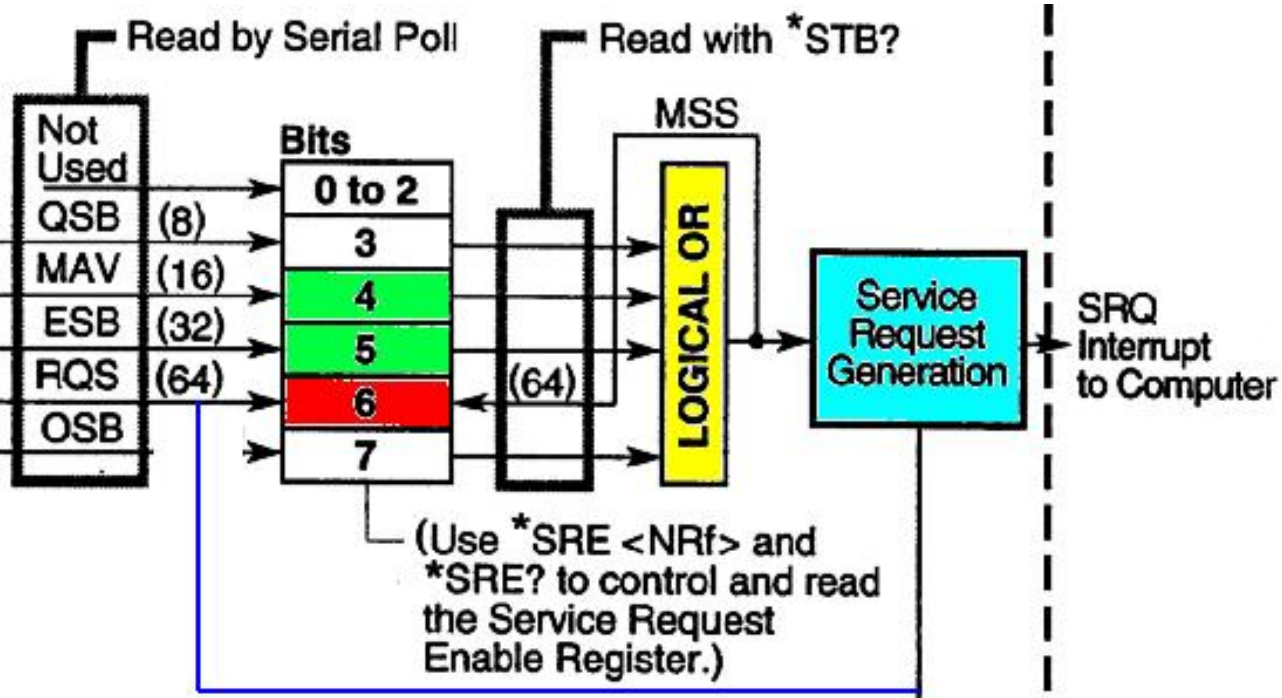 Read by Serial Poll
Read with *STB?
Not
Used
QSB (8)
MAV (16)
ESB (32)
RQS (64)
OSB
Bits
0 to 2
3
4
5
6
7
(64)
MSS
LOGICAL OR
Service
Request
Generation
SRQ
Interrupt
to Computer
(Use *SRE <NRf> and
*SRE? to control and read
the Service Request
Enable Register.)